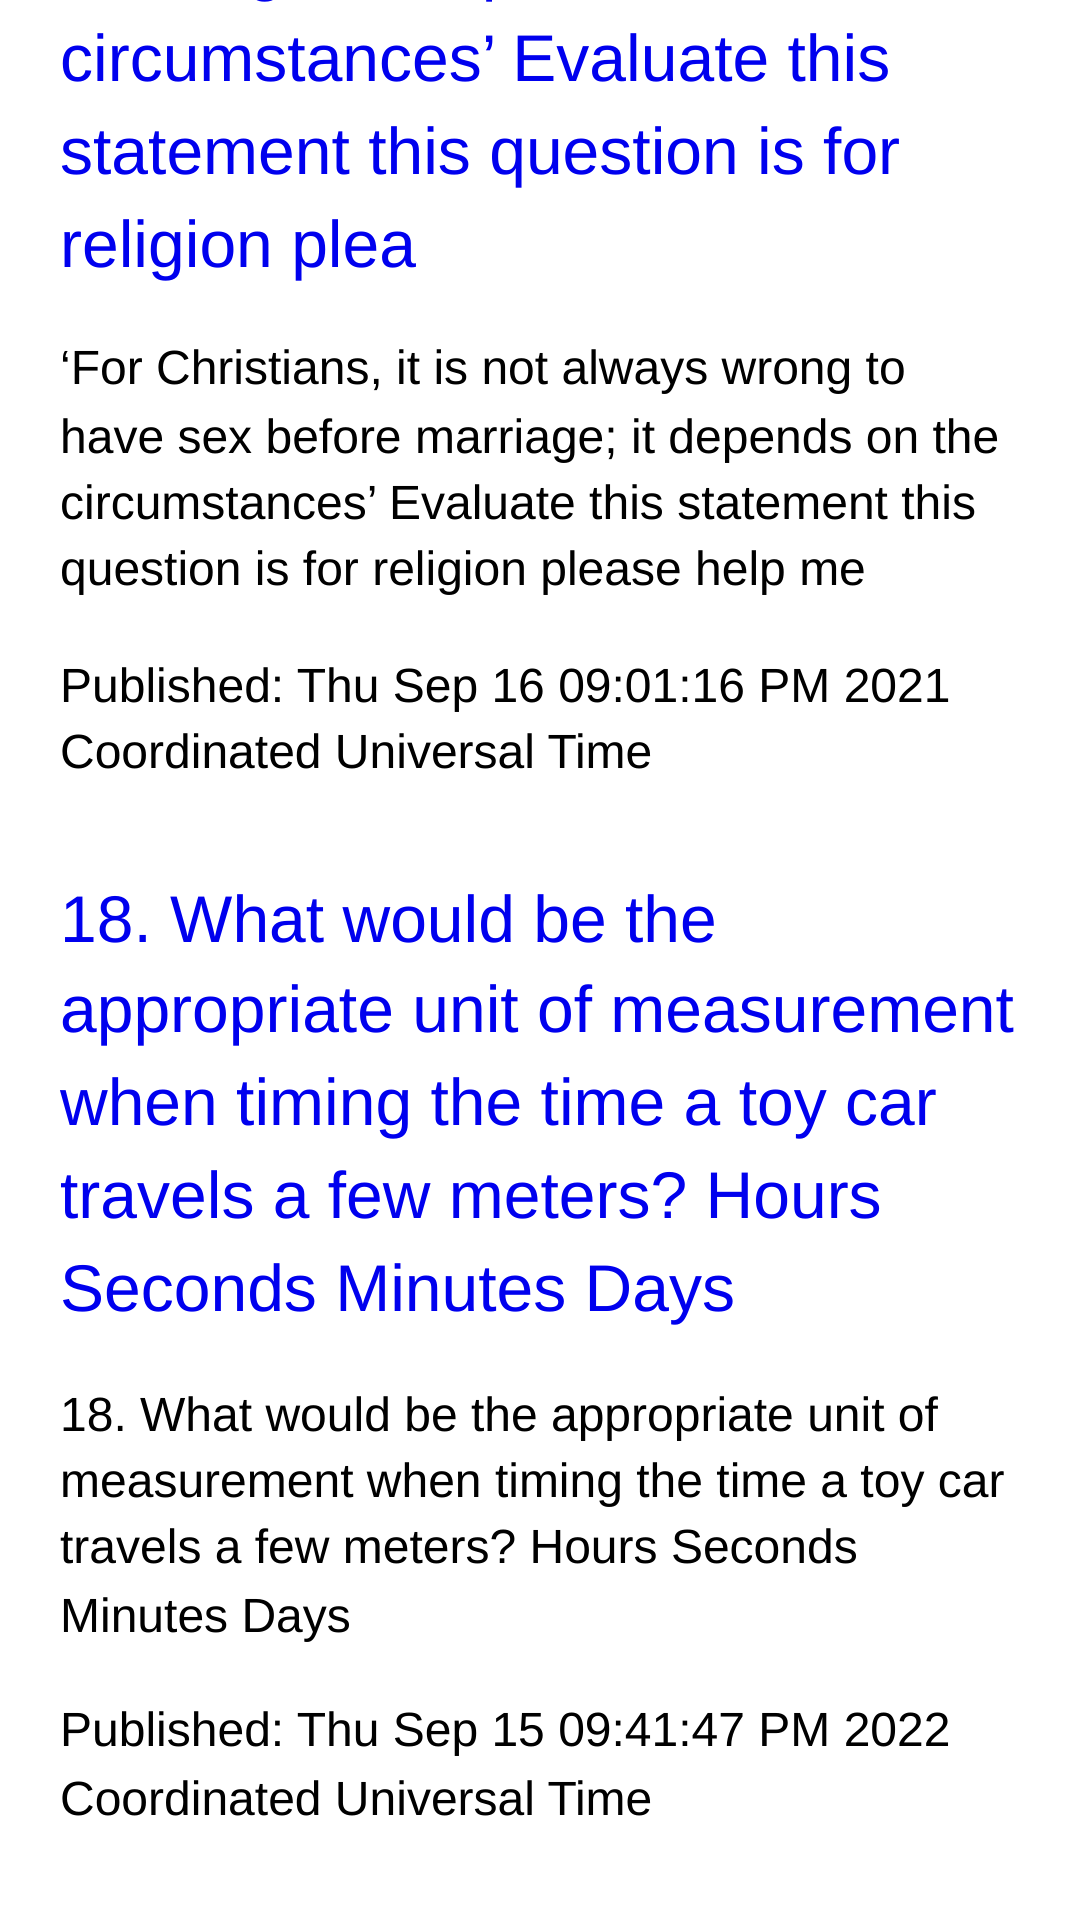 circumstances’ Evaluate this
statement this question is for
religion plea
‘For Christians, it is not always wrong to
have sex before marriage; it depends on the
circumstances’ Evaluate this statement this
question is for religion please help me
Published: Thu Sep 16 09:01:16 PM 2021
Coordinated Universal Time
18. What would be the
appropriate unit of measurement
when timing the time a toy car
travels a few meters? Hours
Seconds Minutes Days
18. What would be the appropriate unit of
measurement when timing the time a toy car
travels a few meters? Hours Seconds
Minutes Days
Published: Thu Sep 15 09:41:47 PM 2022
Coordinated Universal Time